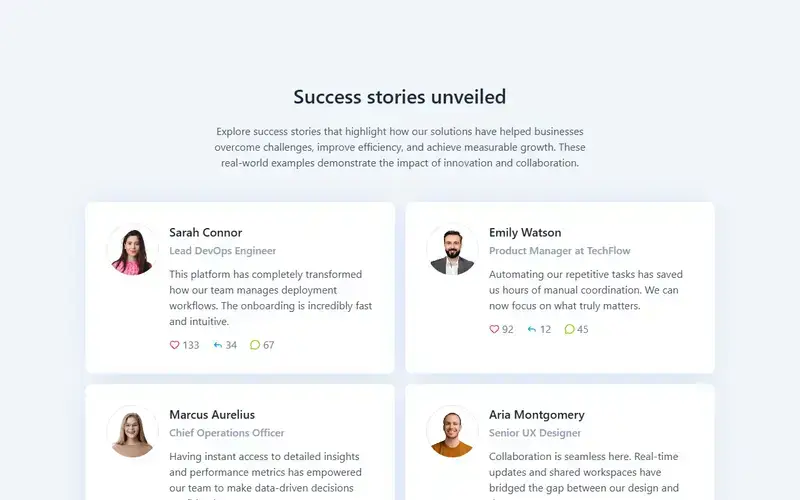 Success stories unveiled
Explore success stories that highlight how our solutions have helped businesses
overcome challenges, improve efficiency, and achieve measurable growth. These
real-world examples demonstrate the impact of innovation and collaboration.
Sarah Connor
Lead DevOps Engineer
This platform has completely transformed
how our team manages deployment
workflows. The onboarding is incredibly fast
and intuitive.
133 34 67
Emily Watson
Product Manager at TechFlow
Automating our repetitive tasks has saved
us hours of manual coordination. We can
now focus on what truly matters.
92 12 45
Marcus Aurelius
Chief Operations Officer
Having instant access to detailed insights
and performance metrics has empowered
our team to make data-driven decisions
Aria Montgomery
Senior UX Designer
Collaboration is seamless here. Real-time
updates and shared workspaces have
bridged the gap between our design and